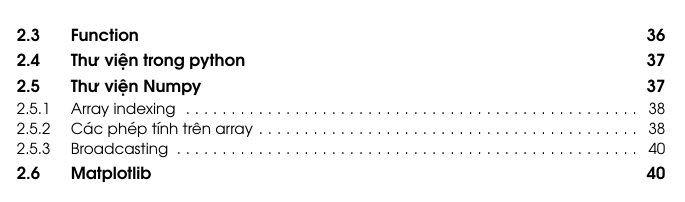 2.3 Function 36
2.4 Thư viện trong python 37
2.5 Thư viện Numpy 37
2.5.1 Array indexing . . . . . . . . . . . . . . . . . . . . . . . . . . . . . . . . . . . . . . . . . . . . . . . . . . 38
2.5.2 Các phép tính trên array . . . . . . . . . . . . . . . . . . . . . . . . . . . . . . . . . . . . . . . . . . 38
2.5.3 Broadcasting . . . . . . . . . . . . . . . . . . . . . . . . . . . . . . . . . . . . . . . . . . . . . . . . . . . 40
2.6 Matplotlib 40